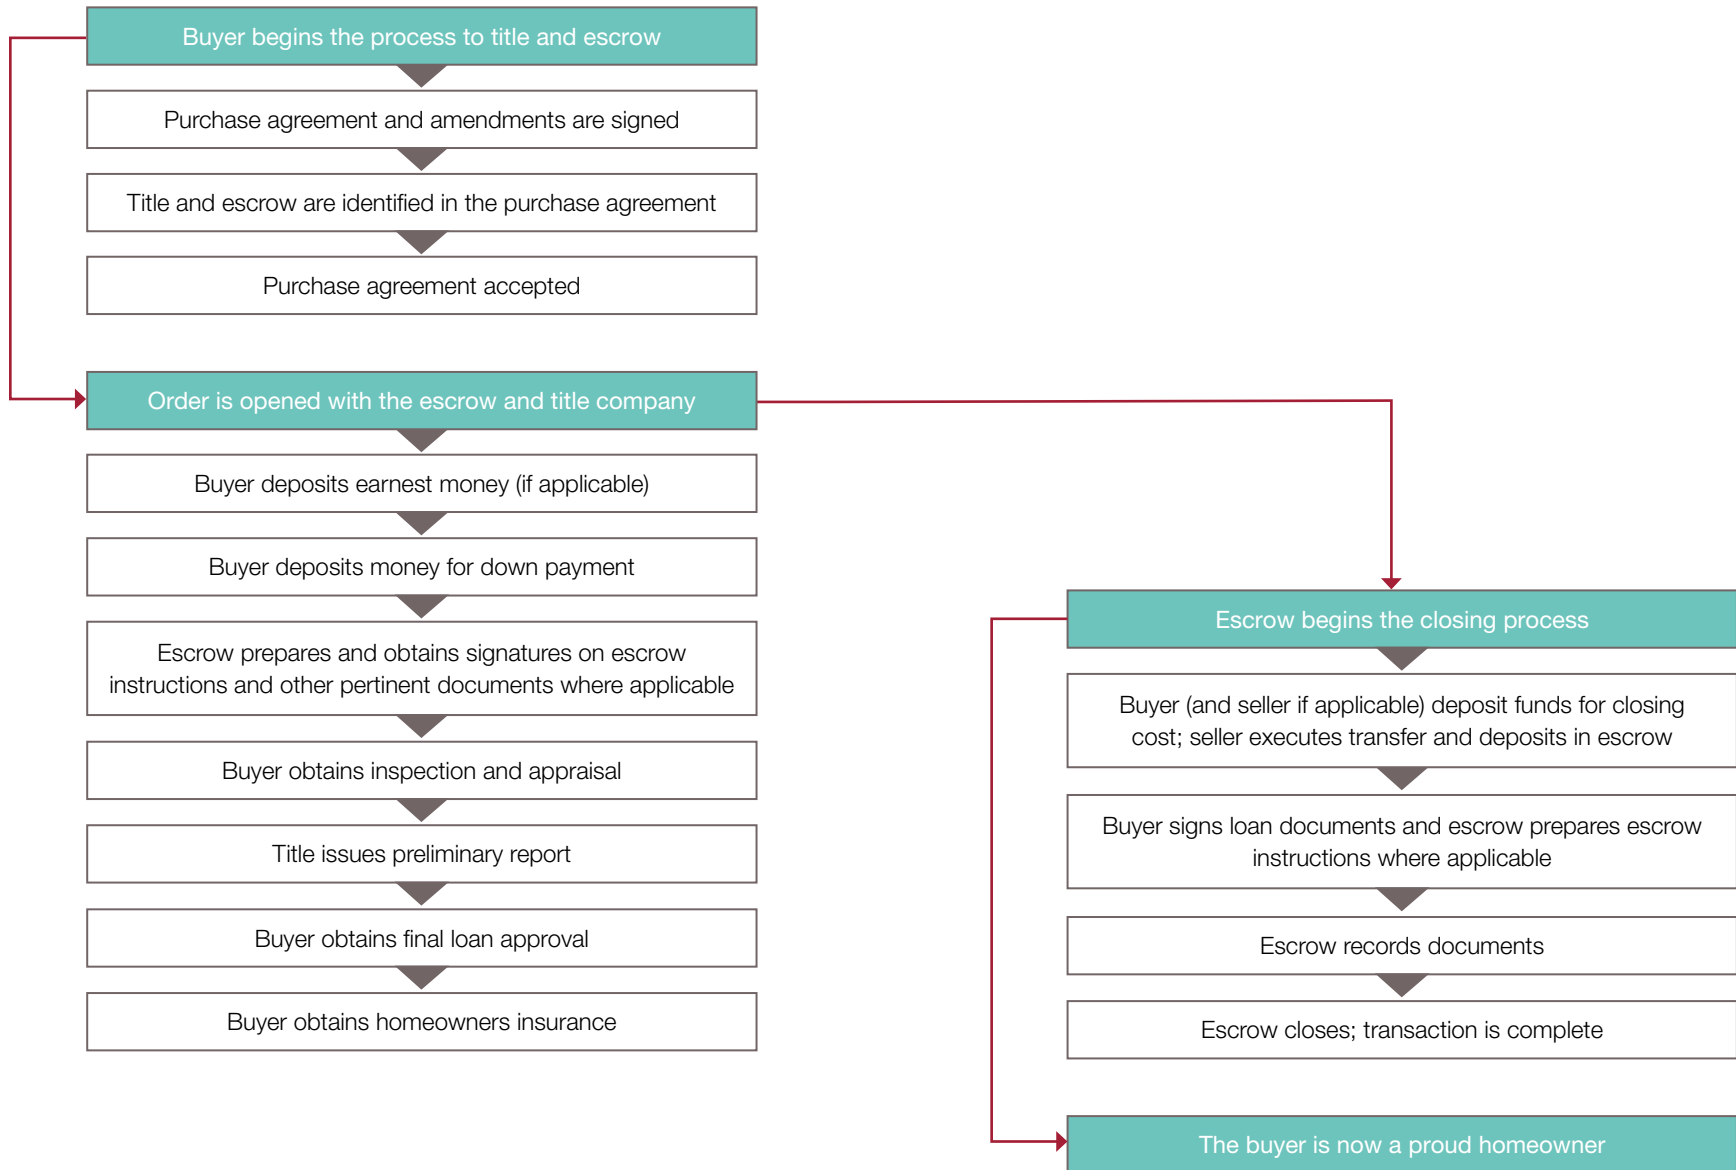 Buyer begins the process to title and escrow
Purchase agreement and amendments are signed
Title and escrow are identified in the purchase agreement
Purchase agreement accepted
Order is opened with the escrow and title company
Buyer deposits earnest money (if applicable)
Buyer deposits money for down payment
Escrow prepares and obtains signatures on escrow
instructions and other pertinent documents where applicable
Buyer obtains inspection and appraisal
Title issues preliminary report
Buyer obtains final loan approval
Buyer obtains homeowners insurance
Escrow begins the closing process
Buyer (and seller if applicable) deposit funds for closing
cost; seller executes transfer and deposits in escrow
Buyer signs loan documents and escrow prepares escrow
instructions where applicable
Escrow records documents
Escrow closes; transaction is complete
The buyer is now a proud homeowner